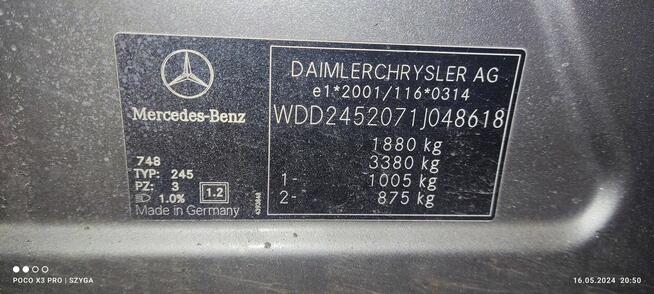 DAIMLERCHRYSLER AG
e1*2001/116*0314
WDD2452071J048618
1880 kg
3380 kg
1- 1005 kg
2- 875 kg
Mercedes-Benz
748
TYP: 245
PZ: 3
1.0% 1.2
Made in Germany
POCO X3 PRO | SZYGA
16.05.2024 20:50